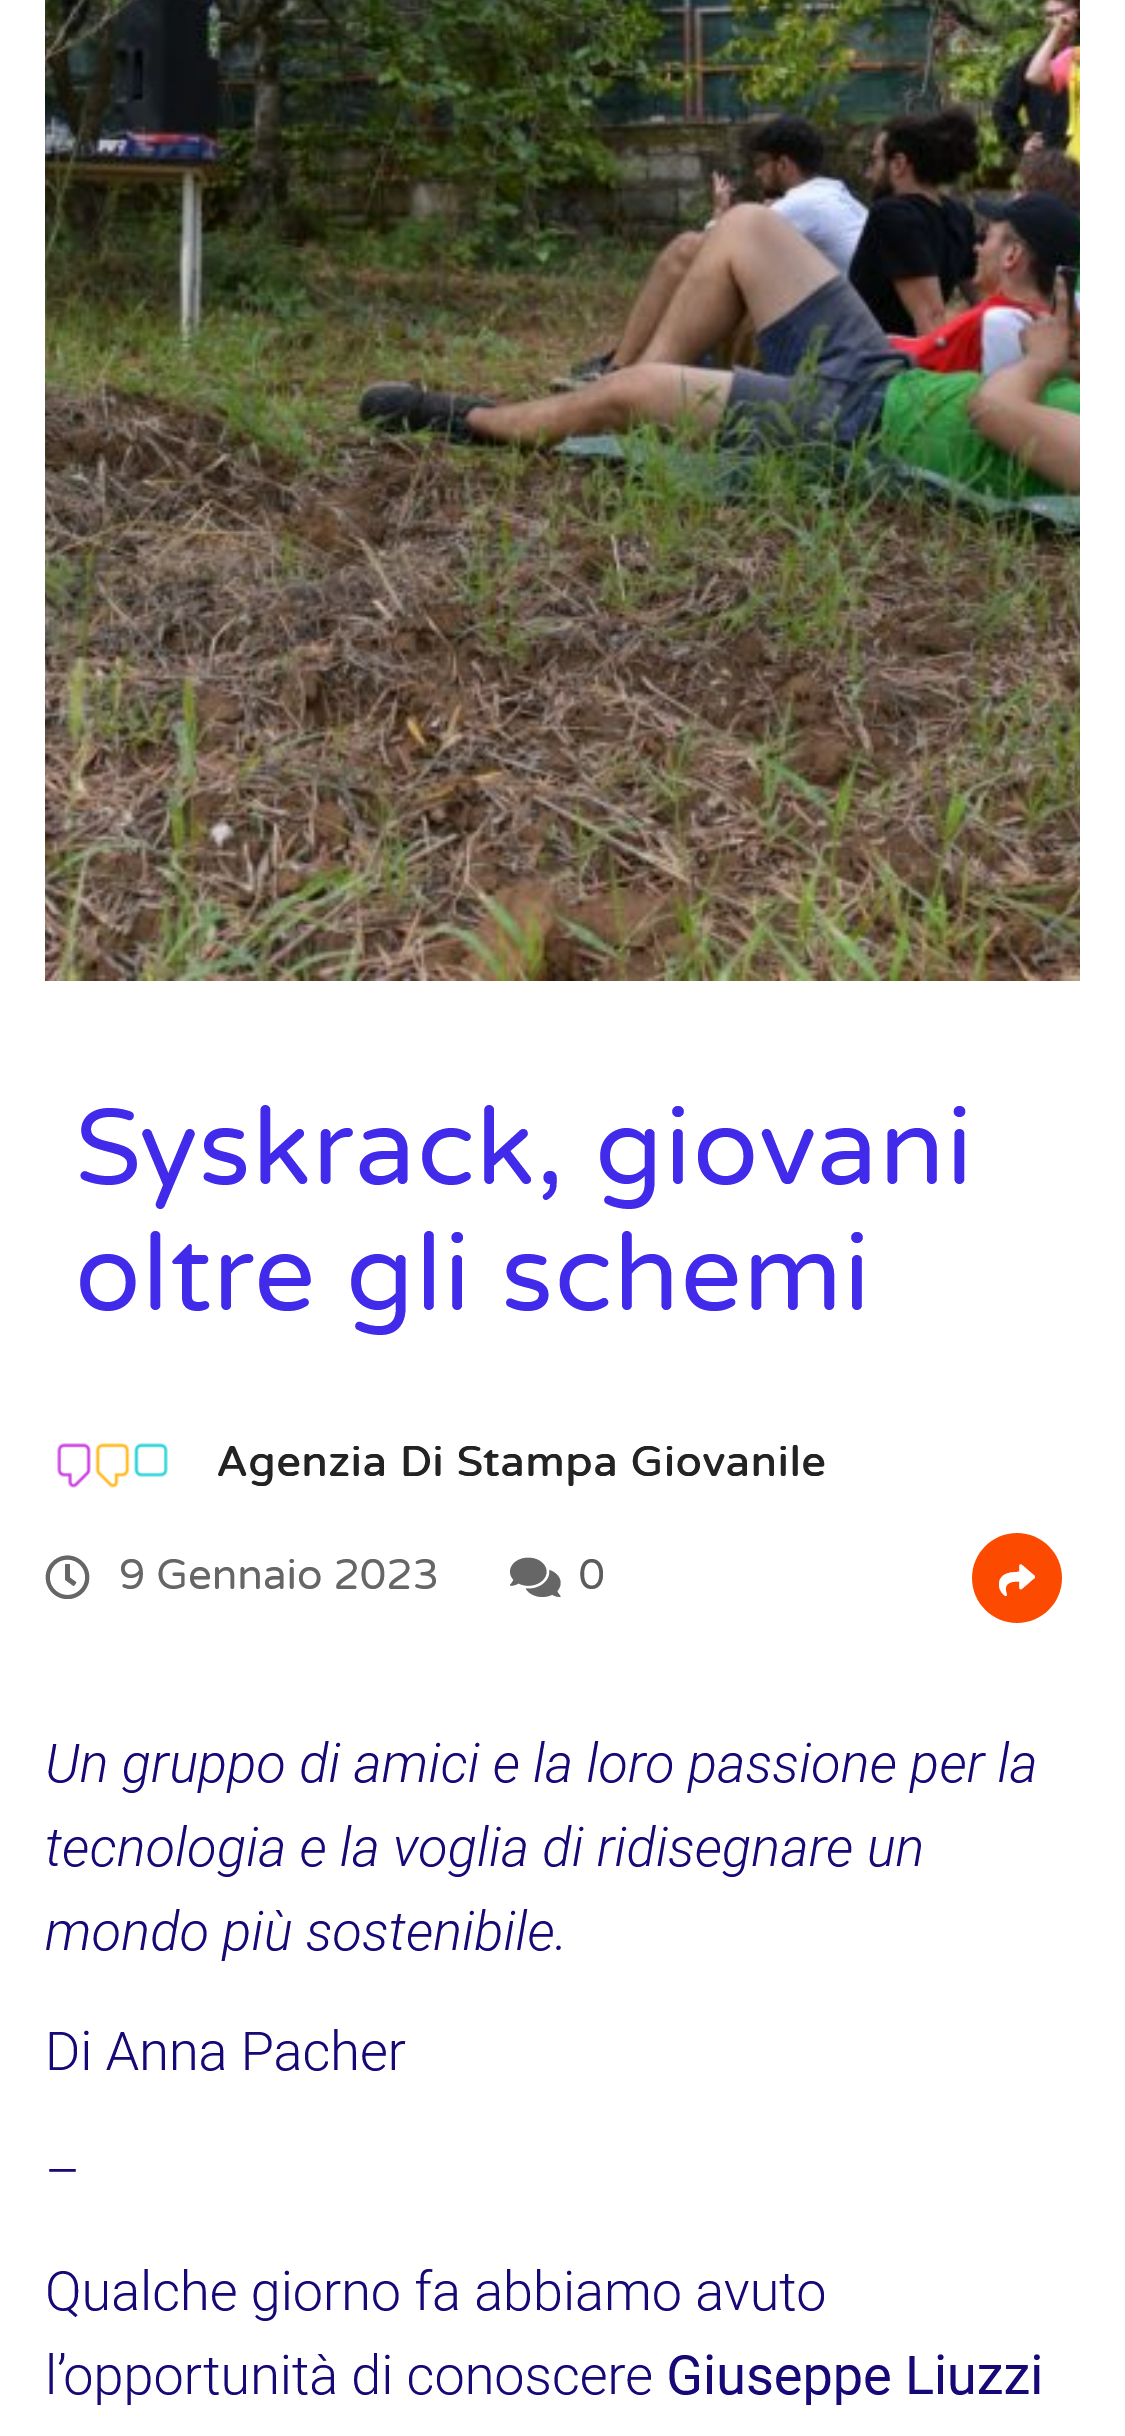 Syskrack, giovani
oltre gli schemi
Agenzia Di Stampa Giovanile
9 Gennaio 2023 0
Un gruppo di amici e la loro passione per la
tecnologia e la voglia di ridisegnare un
mondo più sostenibile.
Di Anna Pacher
–
Qualche giorno fa abbiamo avuto
l’opportunità di conoscere Giuseppe Liuzzi